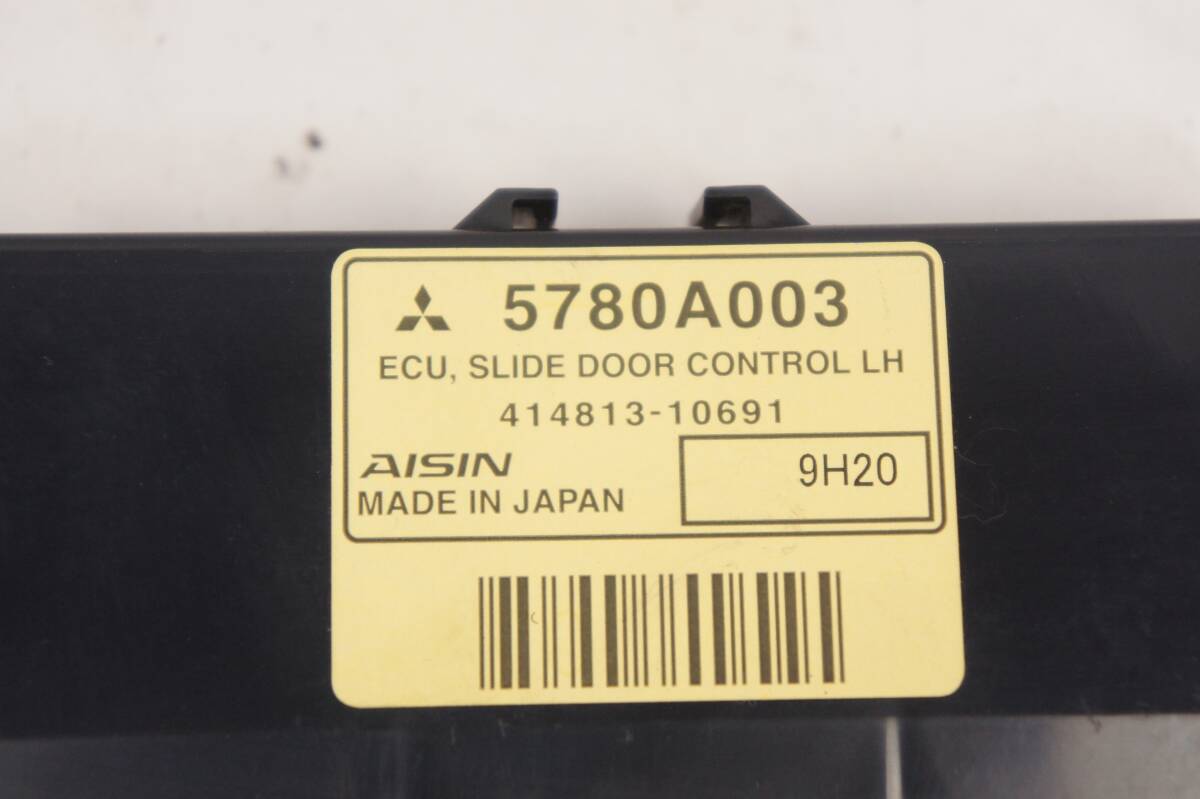 5780A003
ECU, SLIDE DOOR CONTROL LH
414813-10691
AISIN
MADE IN JAPAN
9H20